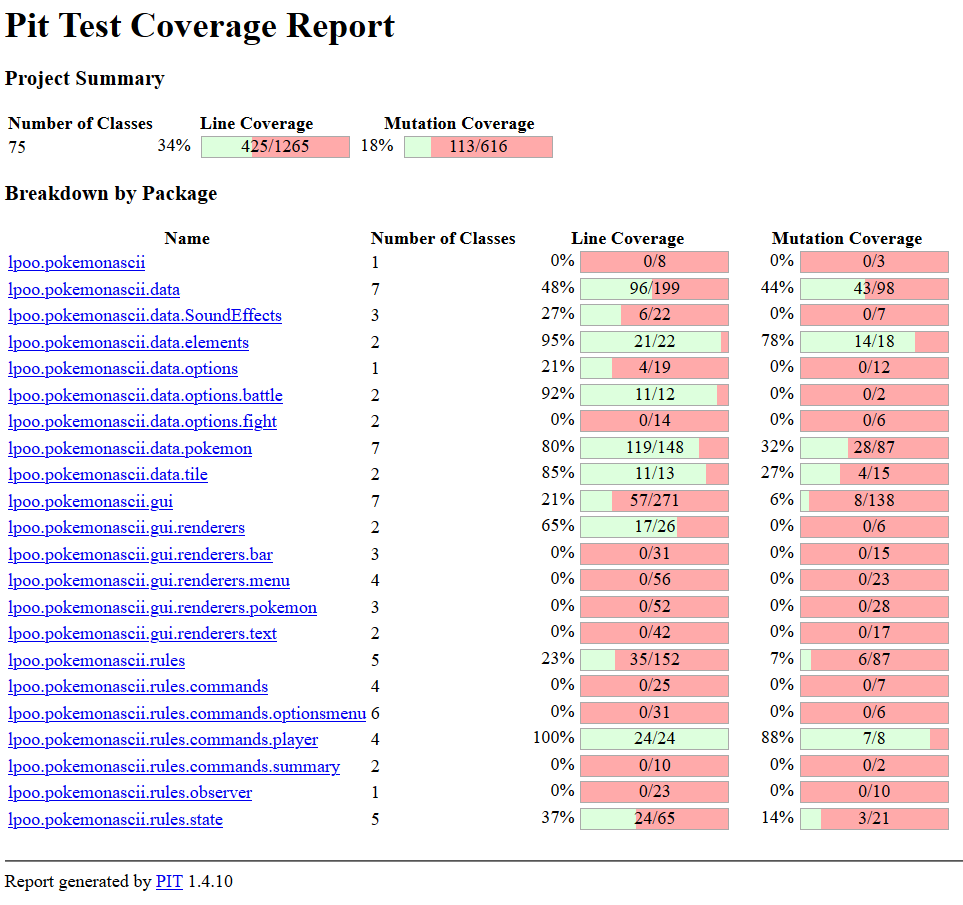 Pit Test Coverage Report
Project Summary
Number of Classes Line Coverage Mutation Coverage
75 34% 425/1265 18% 113/616
Breakdown by Package
Name Number of Classes Line Coverage Mutation Coverage
lpoo.pokemonascii 1 0% 0/8 0% 0/3
lpoo.pokemonascii.data 7 48% 96/199 44% 43/98
lpoo.pokemonascii.data.SoundEffects 3 27% 6/22 0% 0/7
lpoo.pokemonascii.data.elements 2 95% 21/22 78% 14/18
lpoo.pokemonascii.data.options 1 21% 4/19 0% 0/12
lpoo.pokemonascii.data.options.battle 2 92% 11/12 0% 0/2
lpoo.pokemonascii.data.options.fight 2 0% 0/14 0% 0/6
lpoo.pokemonascii.data.pokemon 7 80% 119/148 32% 28/87
lpoo.pokemonascii.data.tile 2 85% 11/13 27% 4/15
lpoo.pokemonascii.gui 7 21% 57/271 6% 8/138
lpoo.pokemonascii.gui.renderers 2 65% 17/26 0% 0/6
lpoo.pokemonascii.gui.renderers.bar 3 0% 0/31 0% 0/15
lpoo.pokemonascii.gui.renderers.menu 4 0% 0/56 0% 0/23
lpoo.pokemonascii.gui.renderers.pokemon 3 0% 0/52 0% 0/28
lpoo.pokemonascii.gui.renderers.text 2 0% 0/42 0% 0/17
lpoo.pokemonascii.rules 5 23% 35/152 7% 6/87
lpoo.pokemonascii.rules.commands 4 0% 0/25 0% 0/7
lpoo.pokemonascii.rules.commands.optionsmenu 6 0% 0/31 0% 0/6
lpoo.pokemonascii.rules.commands.player 4 100% 24/24 88% 7/8
lpoo.pokemonascii.rules.commands.summary 2 0% 0/10 0% 0/2
lpoo.pokemonascii.rules.observer 1 0% 0/23 0% 0/10
lpoo.pokemonascii.rules.state 5 37% 24/65 14% 3/21
Report generated by PIT 1.4.10